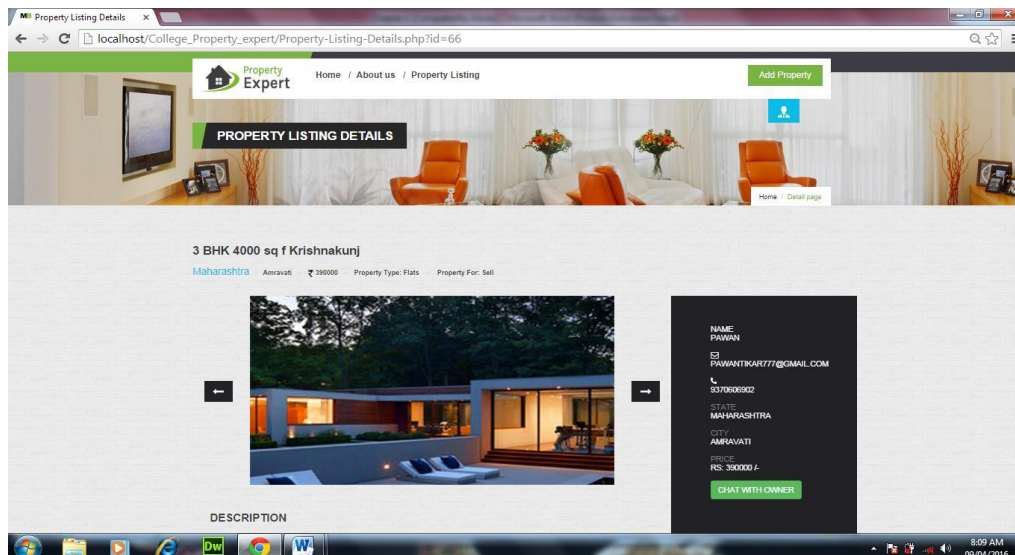 Property Listing Details
localhost/College_Property_expert/Property-Listing-Details.php?id=66
Property
Expert
Home / About us / Property Listing
Add Property
PROPERTY LISTING DETAILS
Home / Detail page
3 BHK 4000 sq f Krishnakunj
Maharashtra Amravati ₹ 390000 Property Type: Flats Property For: Sell
NAME
PAWAN
PAWANTIKAR777@GMAIL.COM
9370606902
STATE
MAHARASHTRA
CITY
AMRAVATI
PRICE
RS: 390000 /-
CHAT WITH OWNER
DESCRIPTION
Dw
W
8:09 AM
09/04/2016